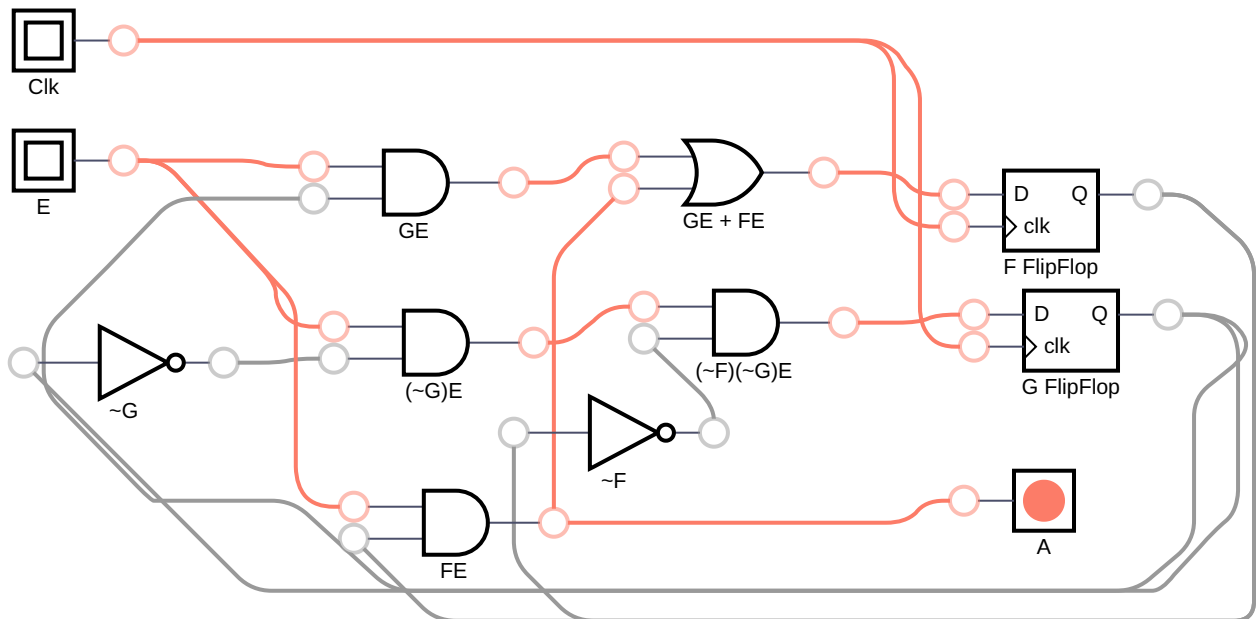 Clk
E
GE
GE + FE
D
Q
clk
F FlipFlop
~G
(~G)E
(~F)(~G)E
D
Q
clk
G FlipFlop
~F
FE
A